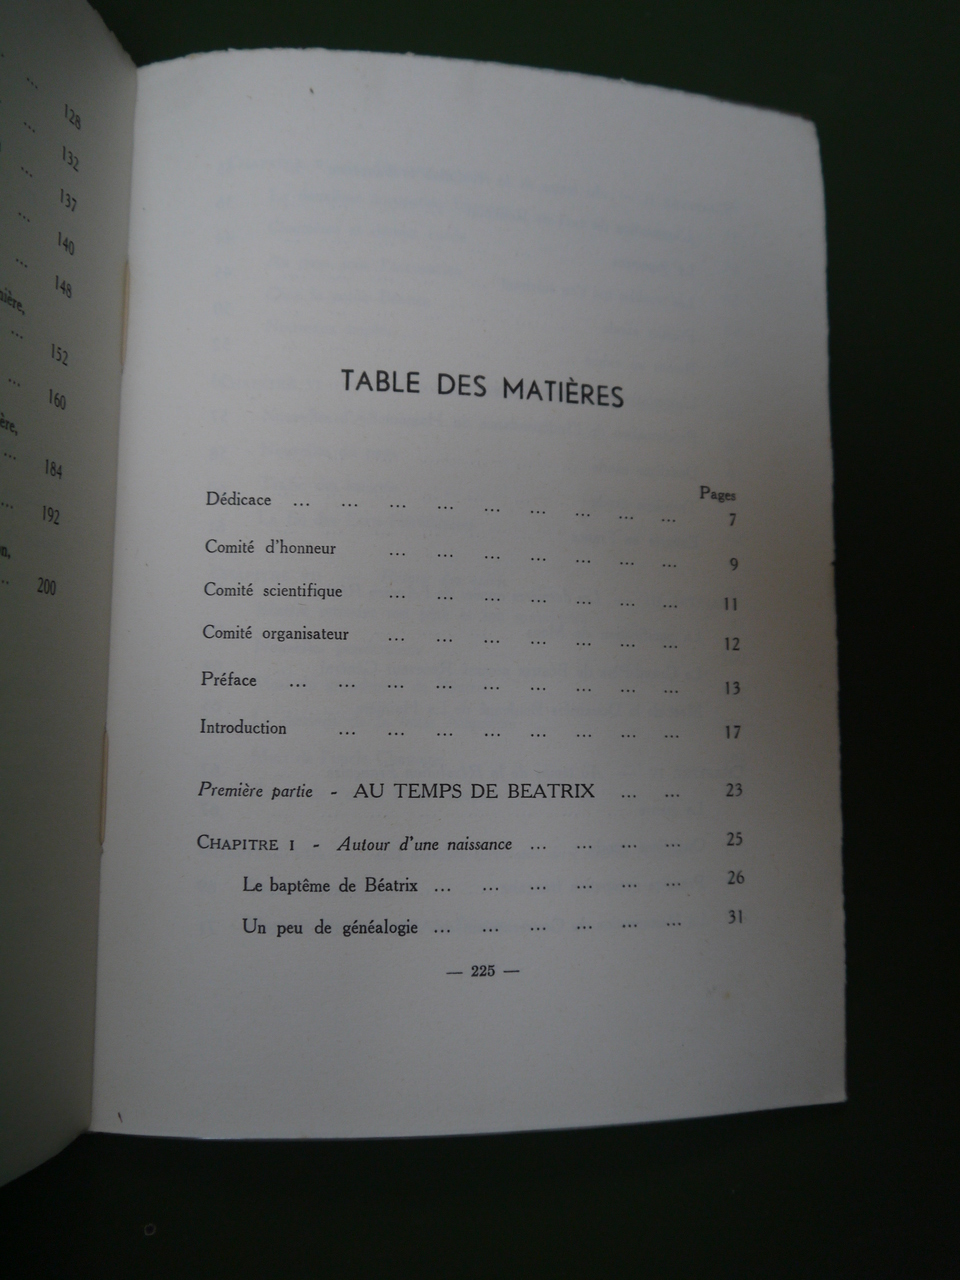 128
132
137
140
148
152
160
184
192
200
TABLE DES MATIÈRES
Pages
Dédicace ... ... ... ... ... ... ... ... ... 7
Comité d'honneur ... ... ... ... ... ... ... 9
Comité scientifique ... ... ... ... ... ... ... 11
Comité organisateur ... ... ... ... ... ... ... 12
Préface ... ... ... ... ... ... ... ... ... 13
Introduction ... ... ... ... ... ... ... ... 17
Première partie - AU TEMPS DE BEATRIX ... ... 23
CHAPITRE I - Autour d'une naissance ... ... ... ... 25
Le baptême de Béatrix ... ... ... ... ... ... 26
Un peu de généalogie ... ... ... ... ... ... 31
— 225 —